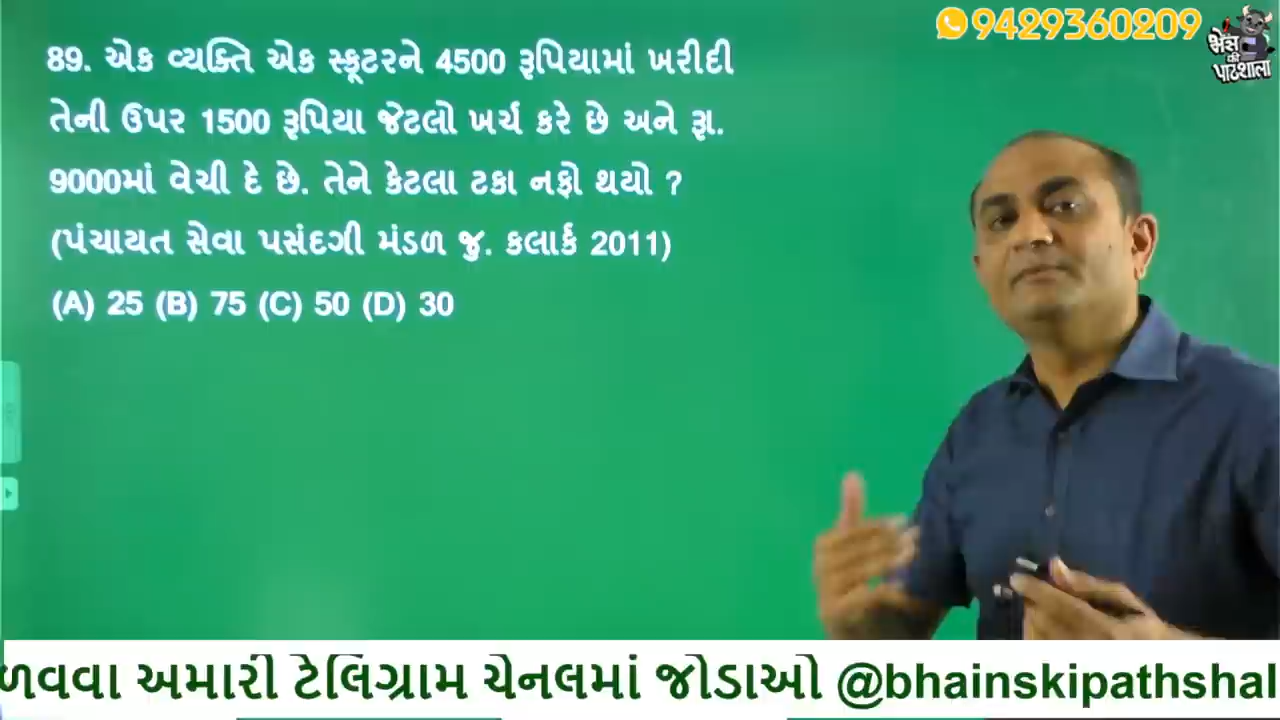 9429360209
ભેંસ
की
પાઠશાલા
89. એક વ્યક્તિ એક સ્કૂટરને 4500 રૂપિયામાં ખરીદી
તેની ઉપર 1500 રૂપિયા જેટલો ખર્ચ કરે છે અને રૂા.
9000માં વેચી દે છે. તેને કેટલા ટકા નફો થયો ?
(પંચાયત સેવા પસંદગી મંડળ જુ. કલાર્ક 2011)
(A) 25 (B) 75 (C) 50 (D) 30
ળવવા અમારી ટેલિગ્રામ ચેનલમાં જોડાઓ @bhainskipathshal